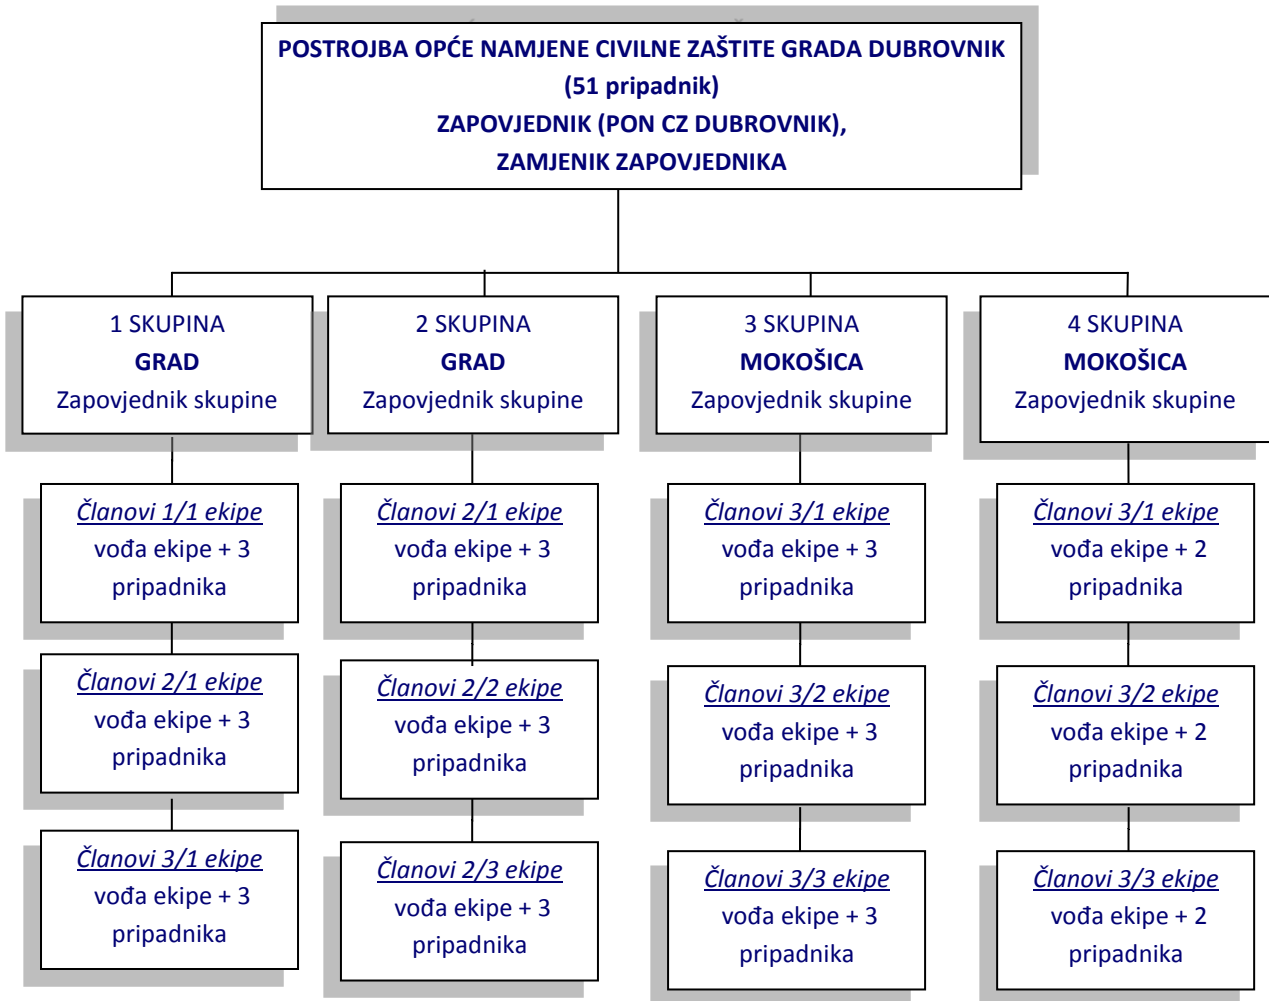 POSTROJBA OPĆE NAMJENE CIVILNE ZAŠTITE GRADA DUBROVNIK
(51 pripadnik)
ZAPOVJEDNIK (PON CZ DUBROVNIK),
ZAMJENIK ZAPOVJEDNIKA
1 SKUPINA
GRAD
Zapovjednik skupine
2 SKUPINA
GRAD
Zapovjednik skupine
3 SKUPINA
MOKOŠICA
Zapovjednik skupine
4 SKUPINA
MOKOŠICA
Zapovjednik skupine
Članovi 1/1 ekipe
vođa ekipe + 3
pripadnika
Članovi 2/1 ekipe
vođa ekipe + 3
pripadnika
Članovi 3/1 ekipe
vođa ekipe + 3
pripadnika
Članovi 3/1 ekipe
vođa ekipe + 2
pripadnika
Članovi 2/1 ekipe
vođa ekipe + 3
pripadnika
Članovi 2/2 ekipe
vođa ekipe + 3
pripadnika
Članovi 3/2 ekipe
vođa ekipe + 3
pripadnika
Članovi 3/2 ekipe
vođa ekipe + 2
pripadnika
Članovi 3/1 ekipe
vođa ekipe + 3
pripadnika
Članovi 2/3 ekipe
vođa ekipe + 3
pripadnika
Članovi 3/3 ekipe
vođa ekipe + 3
pripadnika
Članovi 3/3 ekipe
vođa ekipe + 2
pripadnika